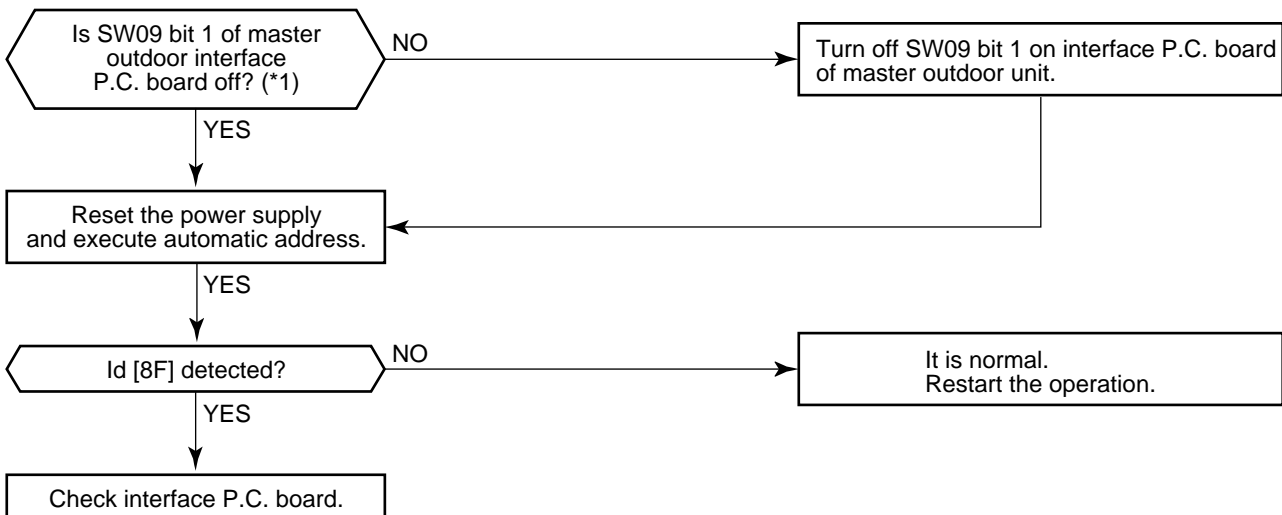 Is SW09 bit 1 of master
outdoor interface
P.C. board off? (*1)
NO
Turn off SW09 bit 1 on interface P.C. board
of master outdoor unit.
YES
Reset the power supply
and execute automatic address.
YES
Id [8F] detected?
NO
It is normal.
Restart the operation.
YES
Check interface P.C. board.